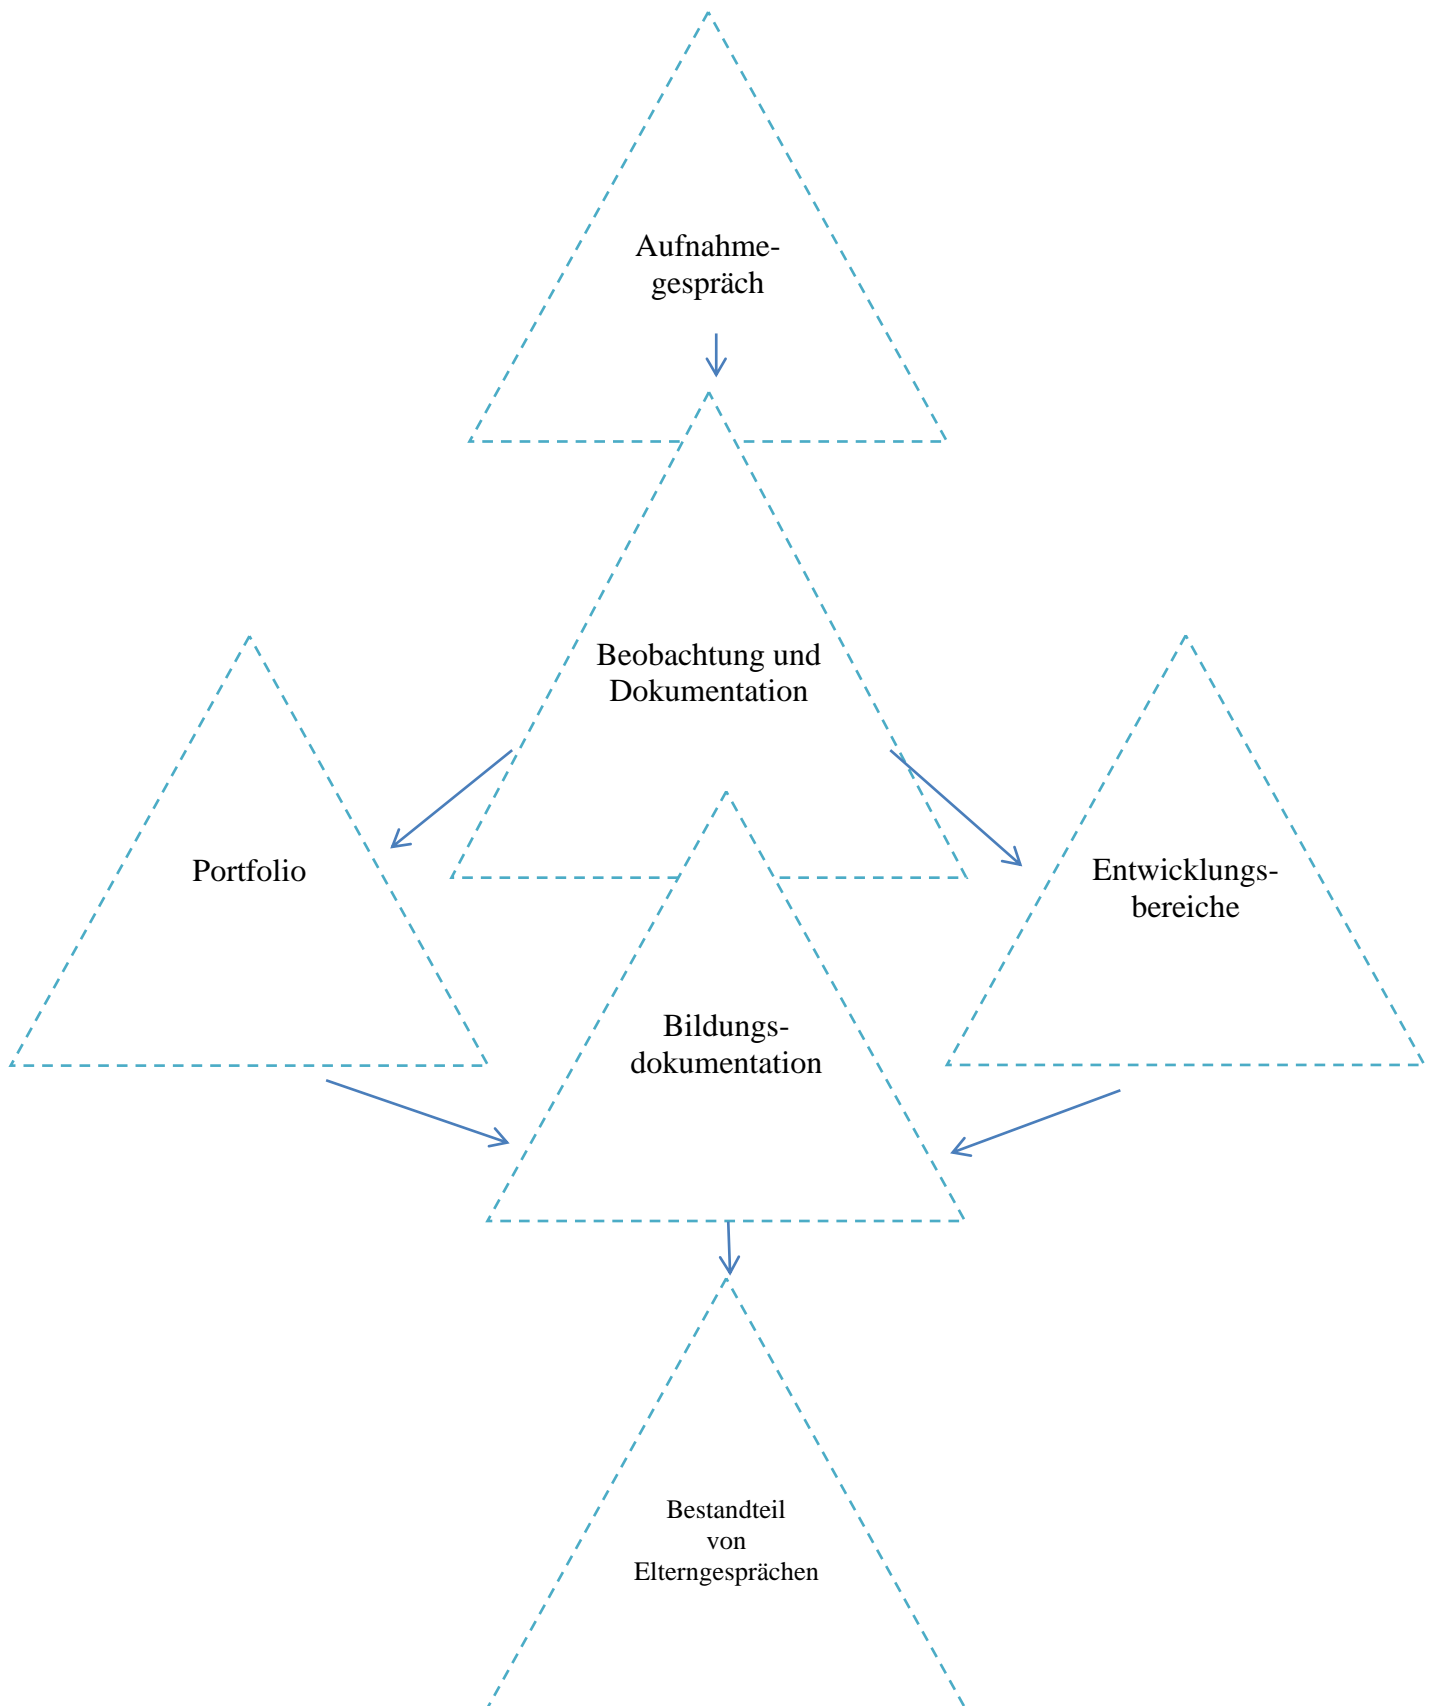 Aufnahme-
gespräch
Beobachtung und
Dokumentation
Portfolio
Entwicklungs-
bereiche
Bildungs-
dokumentation
Bestandteil
von
Elterngesprächen